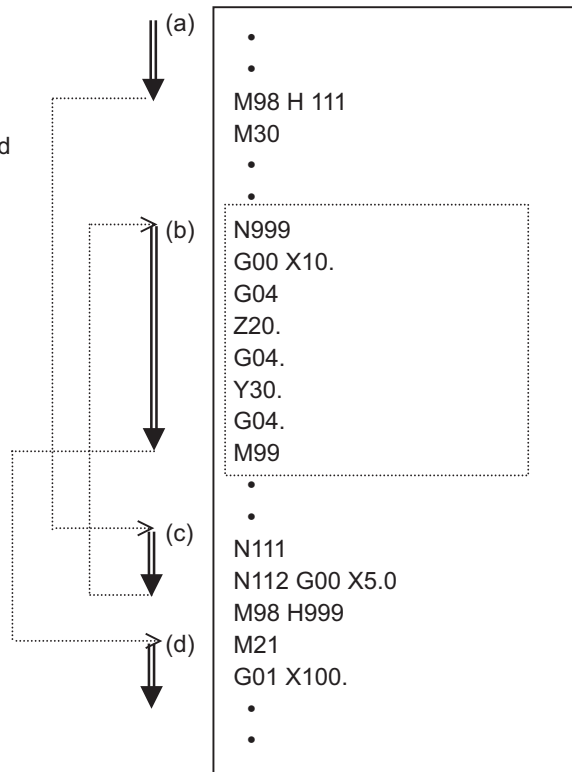 (a)
•
•
M98 H 111
M30
d
•
•
(b)
N999
G00 X10.
G04
Z20.
G04.
Y30.
G04.
M99
•
•
(c)
N111
N112 G00 X5.0
M98 H999
(d)
M21
G01 X100.
•
•